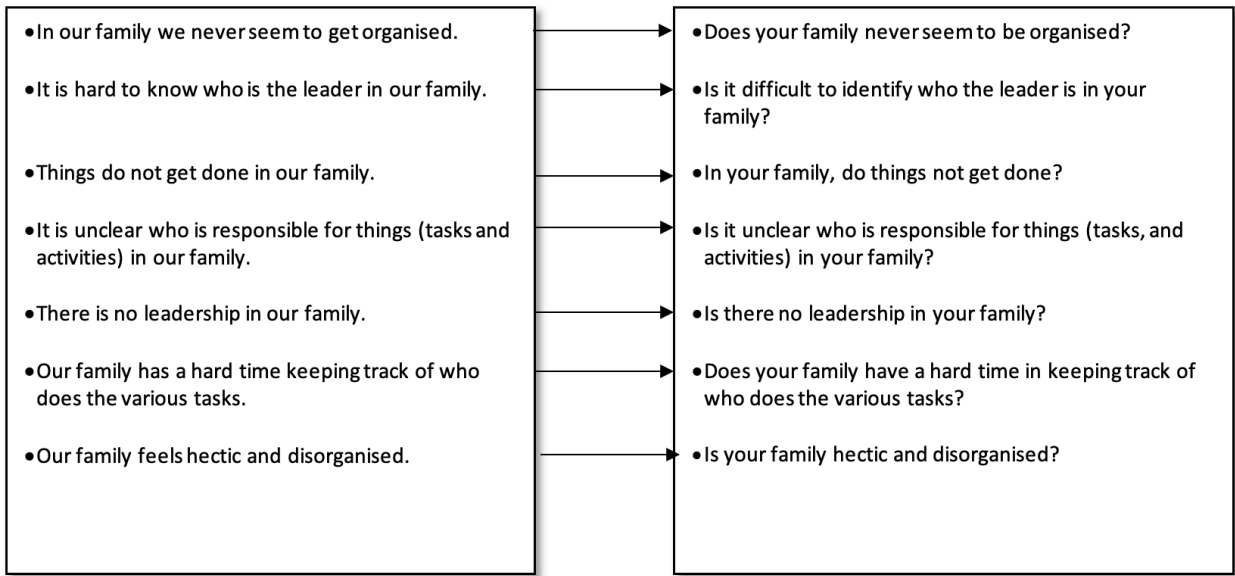 •In our family we never seem to get organised.
•It is hard to know who is the leader in our family.
•Things do not get done in our family.
•It is unclear who is responsible for things (tasks and
activities) in our family.
•There is no leadership in our family.
•Our family has a hard time keeping track of who
does the various tasks.
•Our family feels hectic and disorganised.
•Does your family never seem to be organised?
•Is it difficult to identify who the leader is in your
family?
•In your family, do things not get done?
•Is it unclear who is responsible for things (tasks, and
activities) in your family?
•Is there no leadership in your family?
•Does your family have a hard time in keeping track of
who does the various tasks?
•Is your family hectic and disorganised?